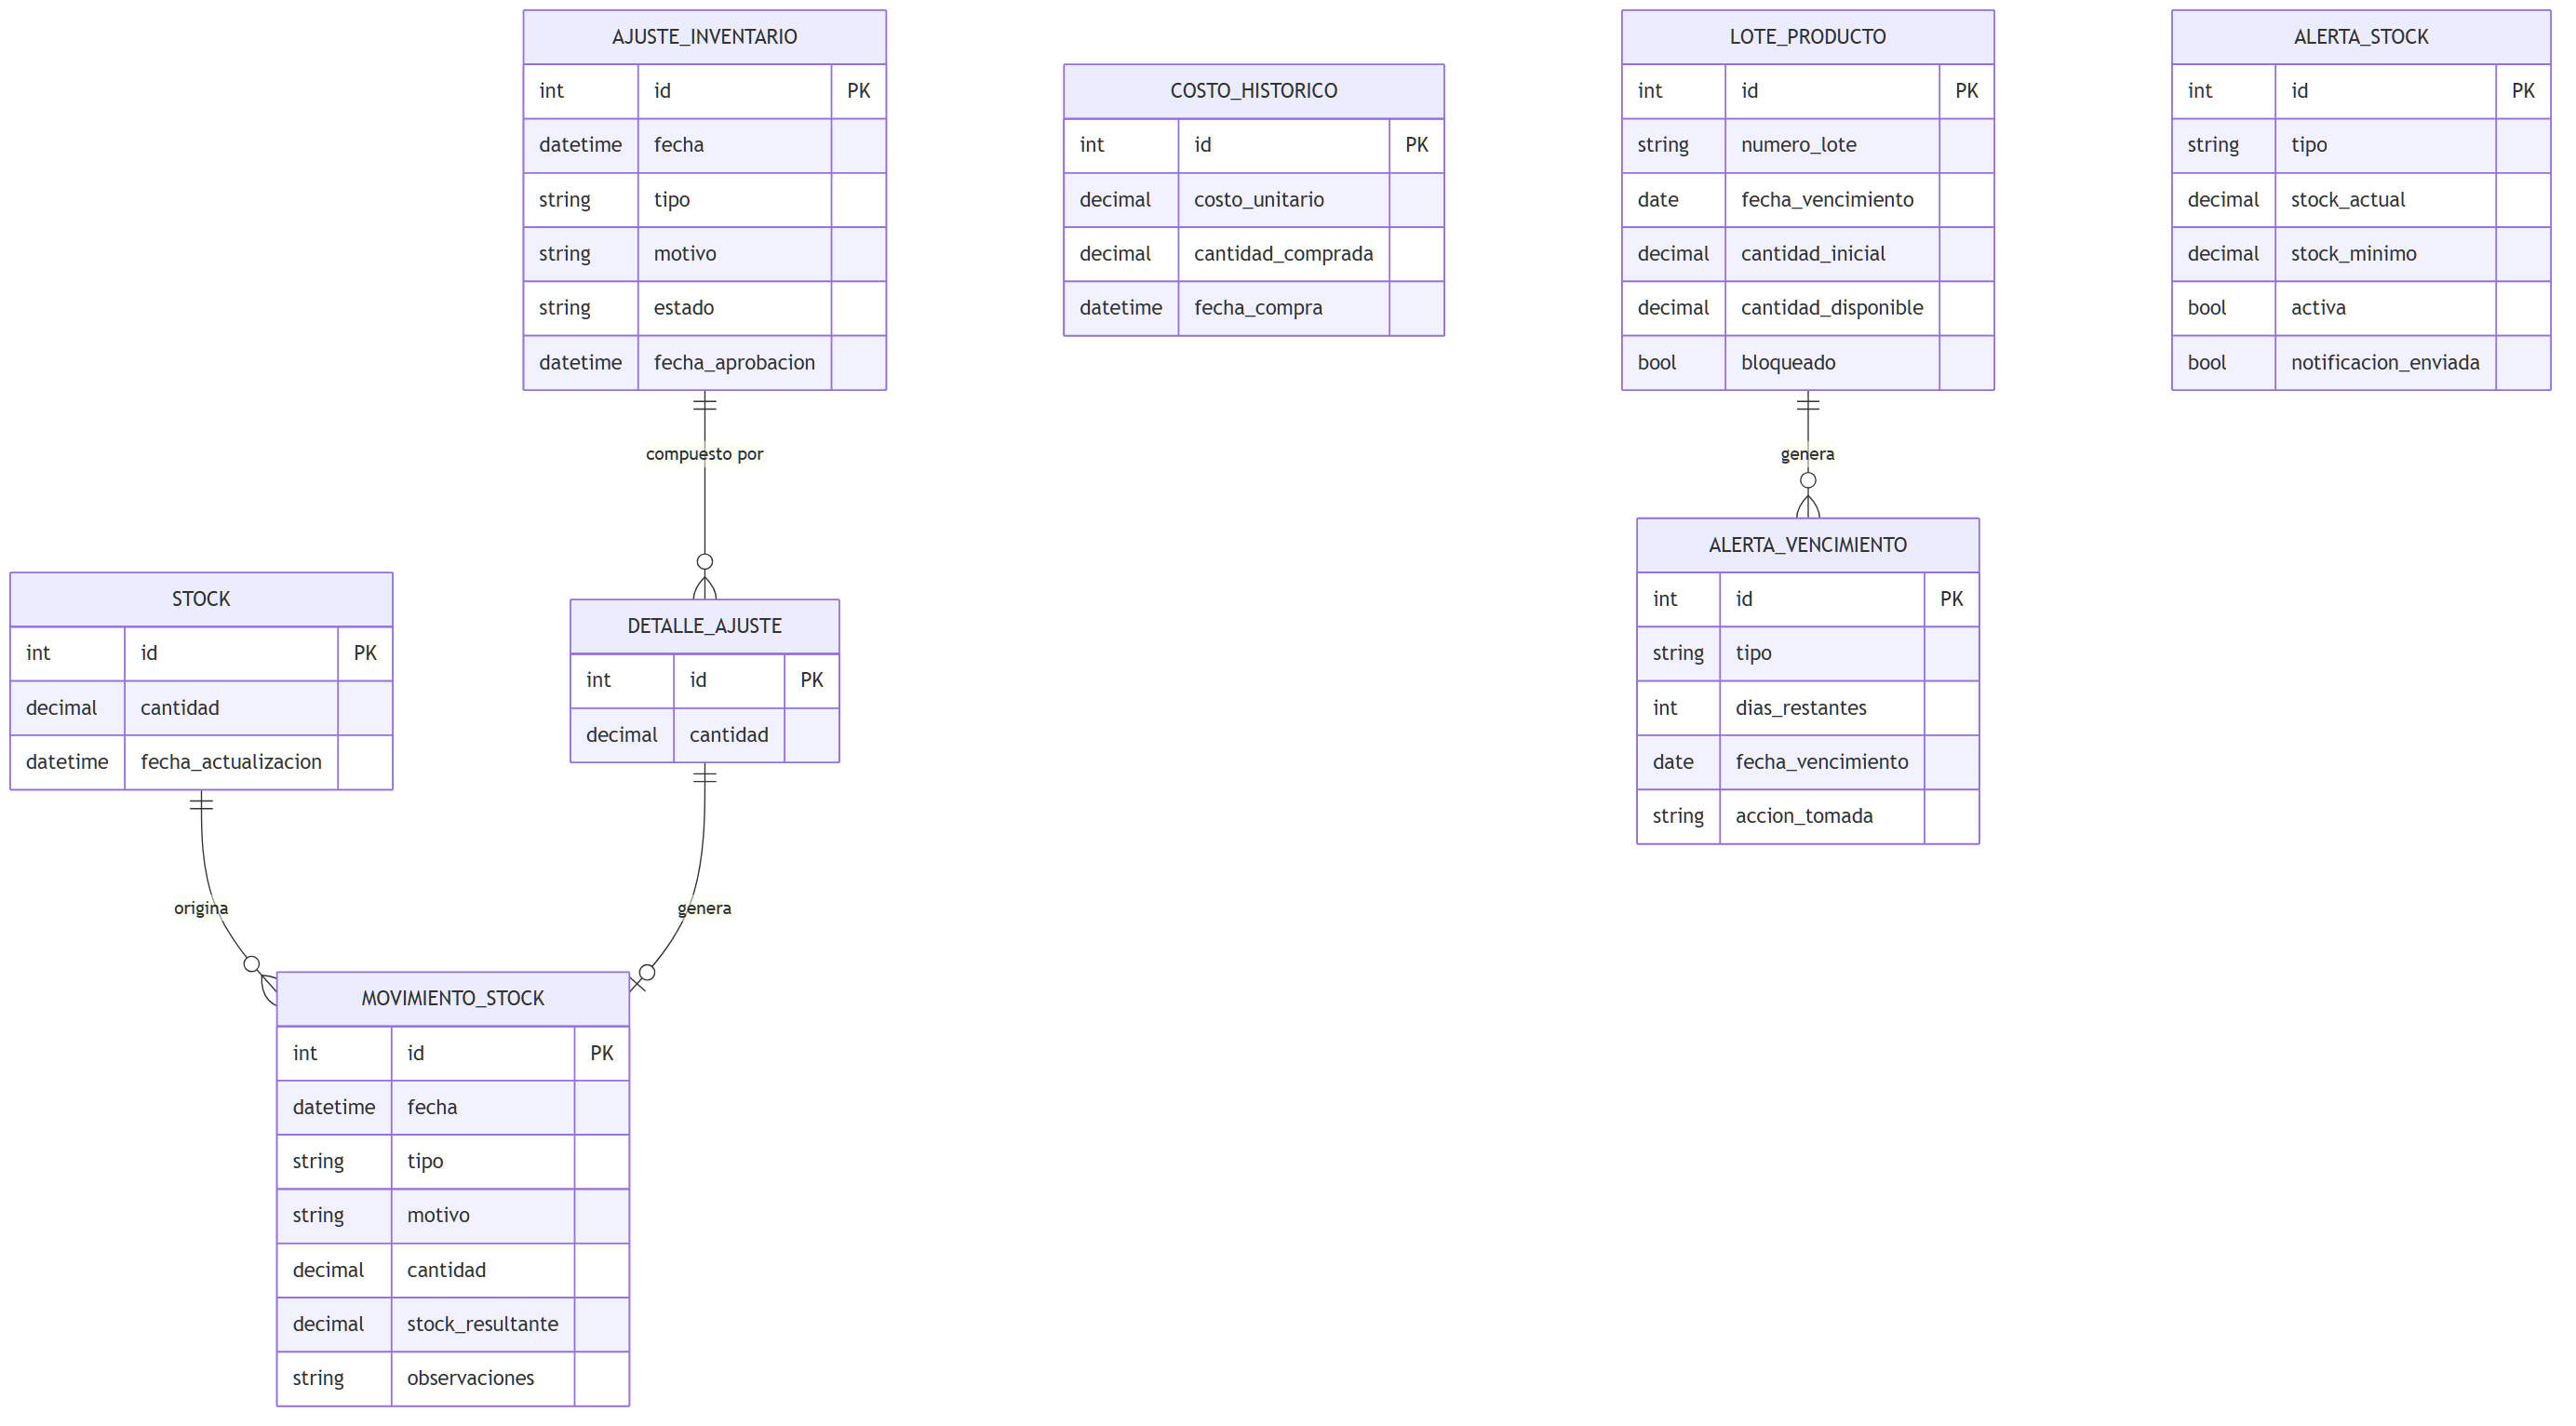 AJUSTE_INVENTARIO
int id PK
datetime fecha
string tipo
string motivo
string estado
datetime fecha_aprobacion
COSTO_HISTORICO
int id PK
decimal costo_unitario
decimal cantidad_comprada
datetime fecha_compra
LOTE_PRODUCTO
int id PK
string numero_lote
date fecha_vencimiento
decimal cantidad_inicial
decimal cantidad_disponible
bool bloqueado
ALERTA_STOCK
int id PK
string tipo
decimal stock_actual
decimal stock_minimo
bool activa
bool notificacion_enviada
compuesto por
genera
STOCK
int id PK
decimal cantidad
datetime fecha_actualizacion
DETALLE_AJUSTE
int id PK
decimal cantidad
ALERTA_VENCIMIENTO
int id PK
string tipo
int dias_restantes
date fecha_vencimiento
string accion_tomada
origina
genera
MOVIMIENTO_STOCK
int id PK
datetime fecha
string tipo
string motivo
decimal cantidad
decimal stock_resultante
string observaciones